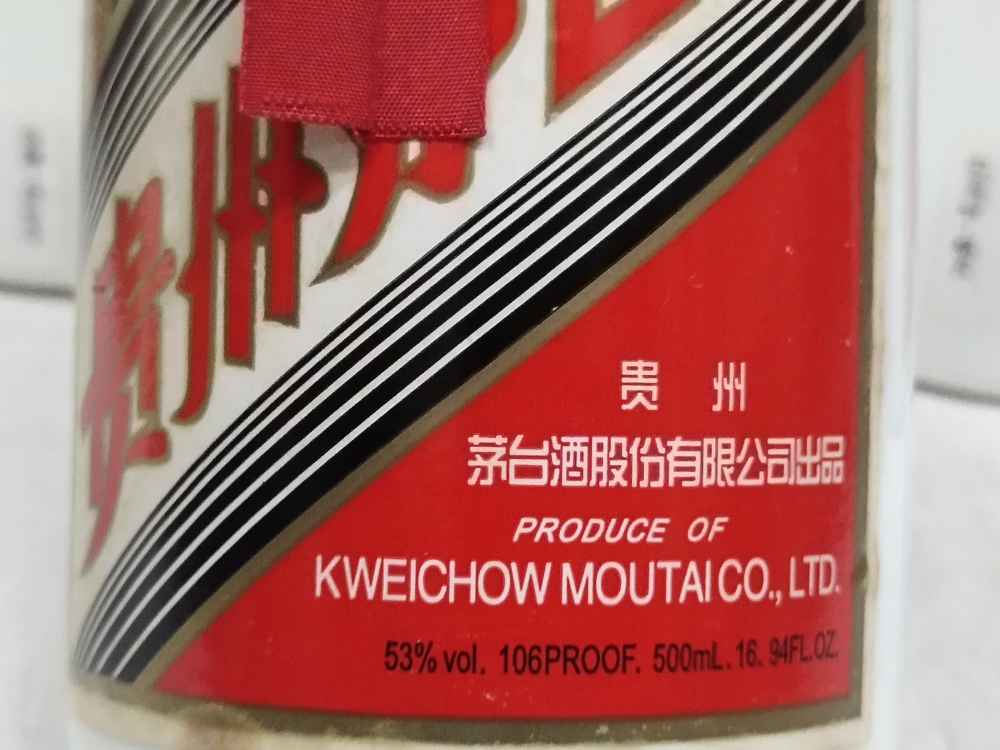 贵州
贵州
茅台酒股份有限公司出品
PRODUCE OF
KWEICHOW MOUTAI CO., LTD.
53% vol. 106PROOF. 500mL. 16. 94FL.OZ.